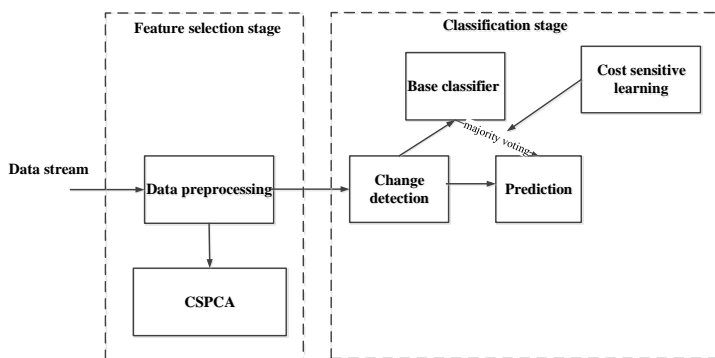 Feature selection stage
Classification stage
Base classifier
Cost sensitive
learning
majority voting
Data stream
Data preprocessing
Change
detection
Prediction
CSPCA